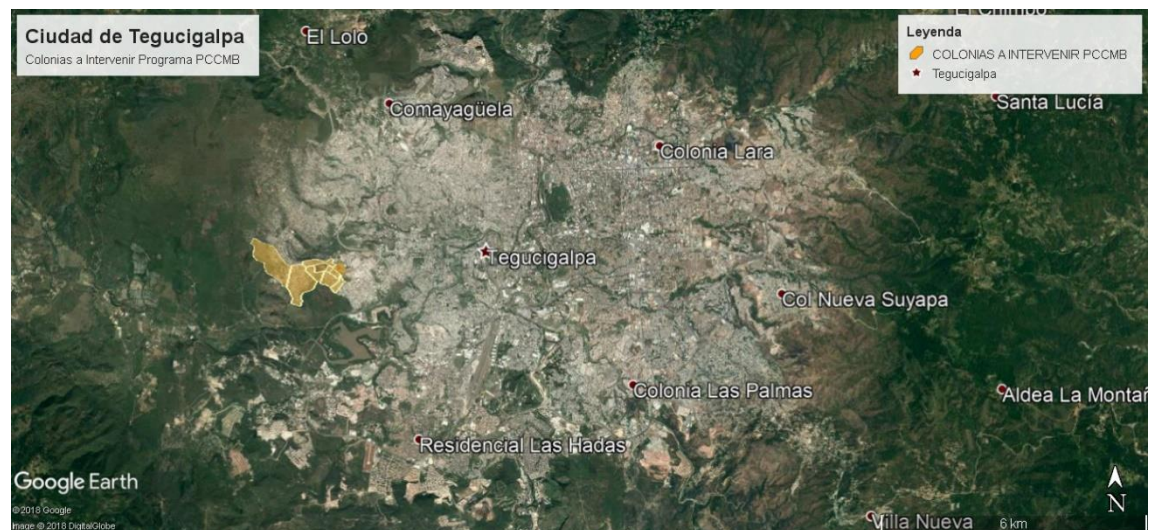 Ciudad de Tegucigalpa
Colonias a Intervenir Programa PCCMB
El Lolo
Leyenda
COLONIAS A INTERVENIR PCCMB
Tegucigalpa
Santa Lucía
Comayagüela
Colonia Lara
Tegucigalpa
Col Nueva Suyapa
Colonia Las Palmas
Aldea La Montañ
Residencial Las Hadas
Google Earth
© 2018 Google
Image © 2018 DigitalGlobe
N
Villa Nueva
6 km